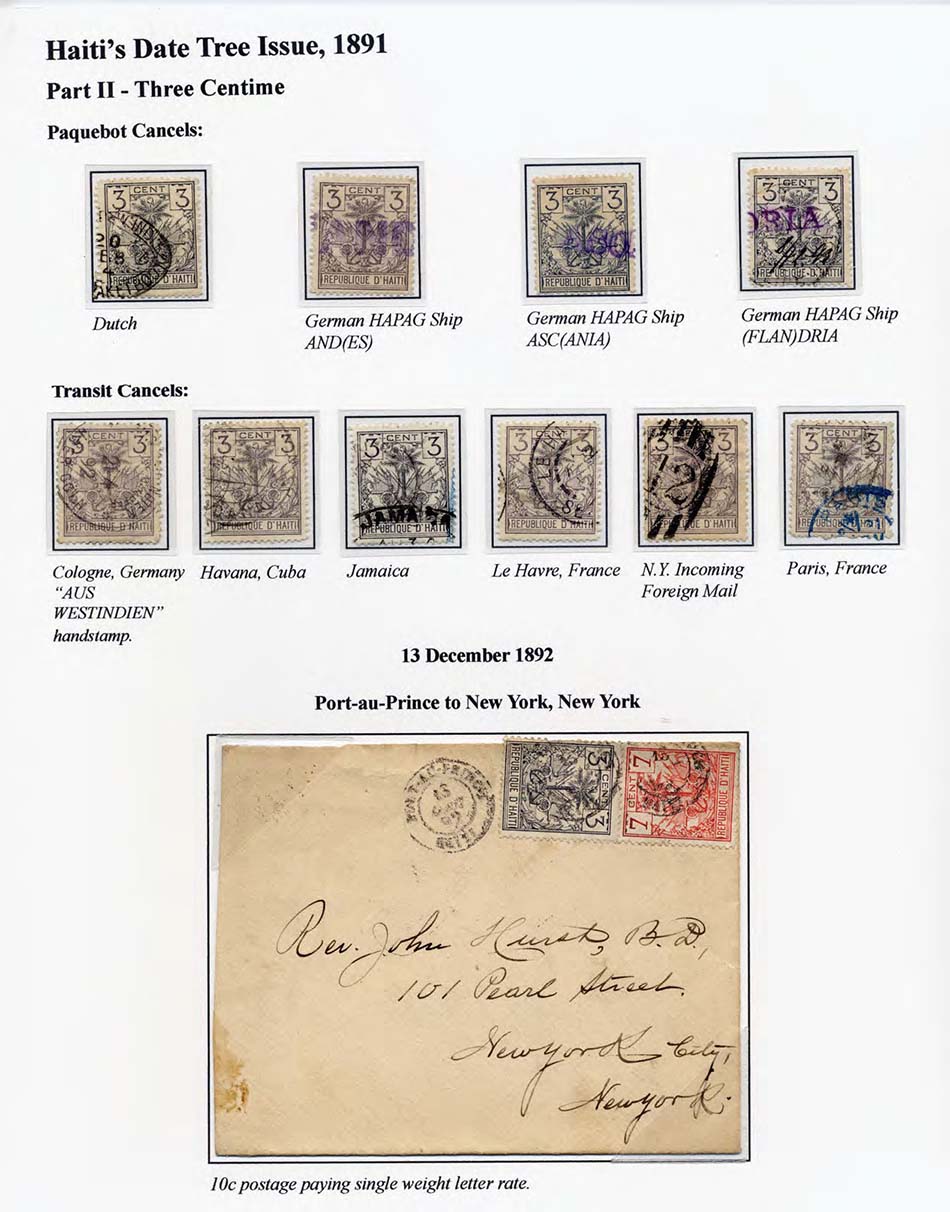 Haiti's Date Tree Issue, 1891
Part II - Three Centime
Paquebot Cancels:
3 CENT 3
REPUBLIQUE D'HAITI
3 CENT 3
REPUBLIQUE D'HAITI
3 CENT 3
REPUBLIQUE D'HAITI
3 CENT 3
DRIA
REPUBLIQUE D'HAITI
Dutch
German HAPAG Ship
AND(ES)
German HAPAG Ship
ASC(ANIA)
German HAPAG Ship
(FLAN)DRIA
Transit Cancels:
3 CENT 3
REPUBLIQUE D'HAITI
3 CENT 3
REPUBLIQUE D'HAITI
3 CENT 3
JAMAI
REPUBLIQUE D'HAITI
3 CENT 3
REPUBLIQUE D'HAITI
3
2
REPUBLIQUE D'HAITI
3 CENT 3
REPUBLIQUE D'HAITI
Cologne, Germany
"AUS
WESTINDIEN"
handstamp.
Havana, Cuba
Jamaica
Le Havre, France
N.Y. Incoming
Foreign Mail
Paris, France
13 December 1892
Port-au-Prince to New York, New York
PORT-AU-PRINCE
HAITI
3 CENT 3
REPUBLIQUE D'HAITI
7 CENT 7
REPUBLIQUE D'HAITI
Rev. John Hurst, B.D.,
101 Pearl Street.
New York City,
New York.
10c postage paying single weight letter rate.